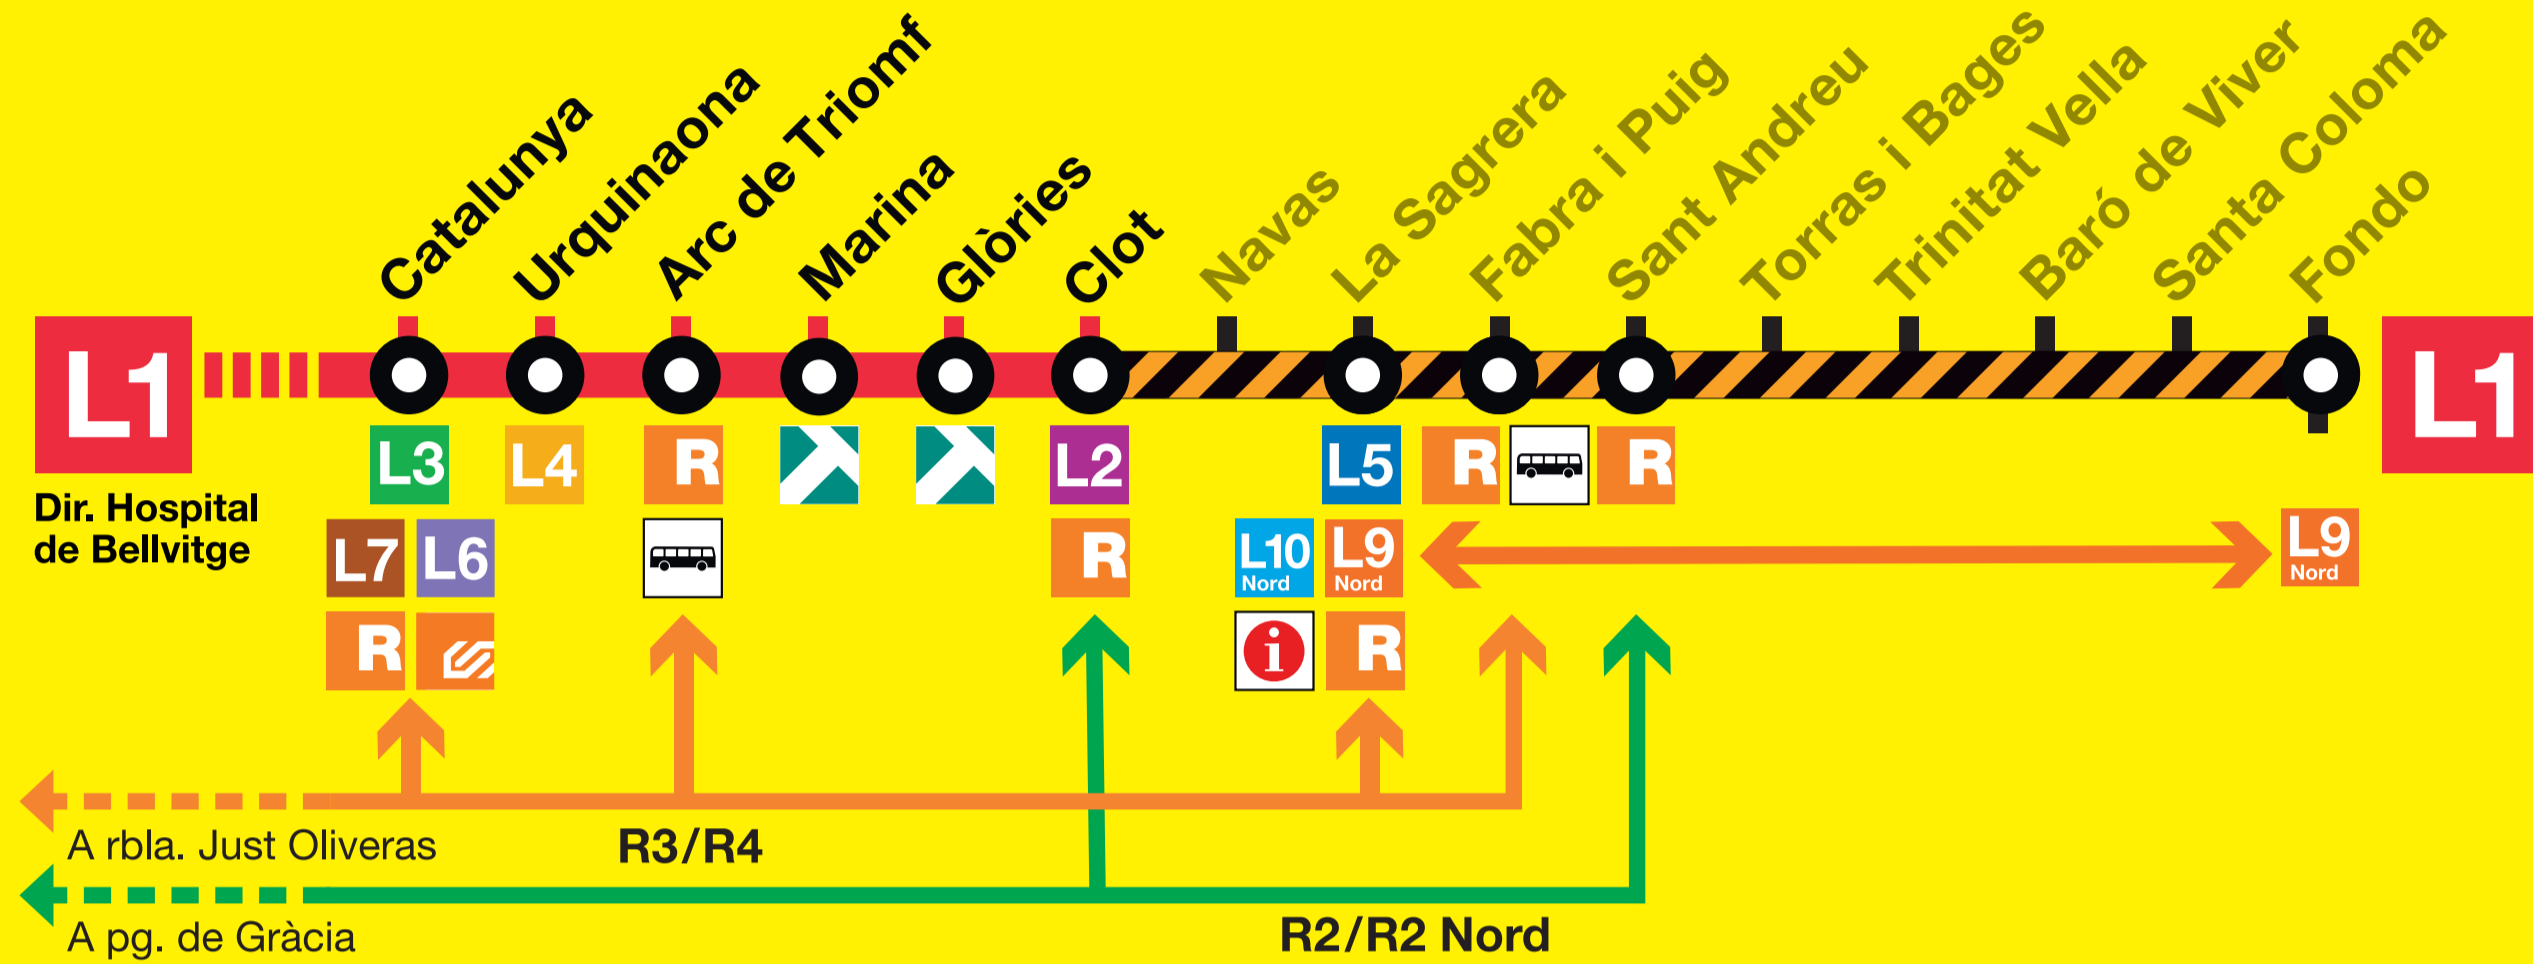 Catalunya
Urquinaona
Arc de Triomf
Marina
Glòries
Clot
Navas
La Sagrera
Fabra i Puig
Sant Andreu
Torras i Bages
Trinitat Vella
Baró de Viver
Santa Coloma
Fondo
L1
L1
Dir. Hospital
de Bellvitge
L3
L4
R
L2
L5
R
R
L7
L6
R
L10
Nord
L9
Nord
L9
Nord
R
i
R
A rbla. Just Oliveras
R3/R4
A pg. de Gràcia
R2/R2 Nord